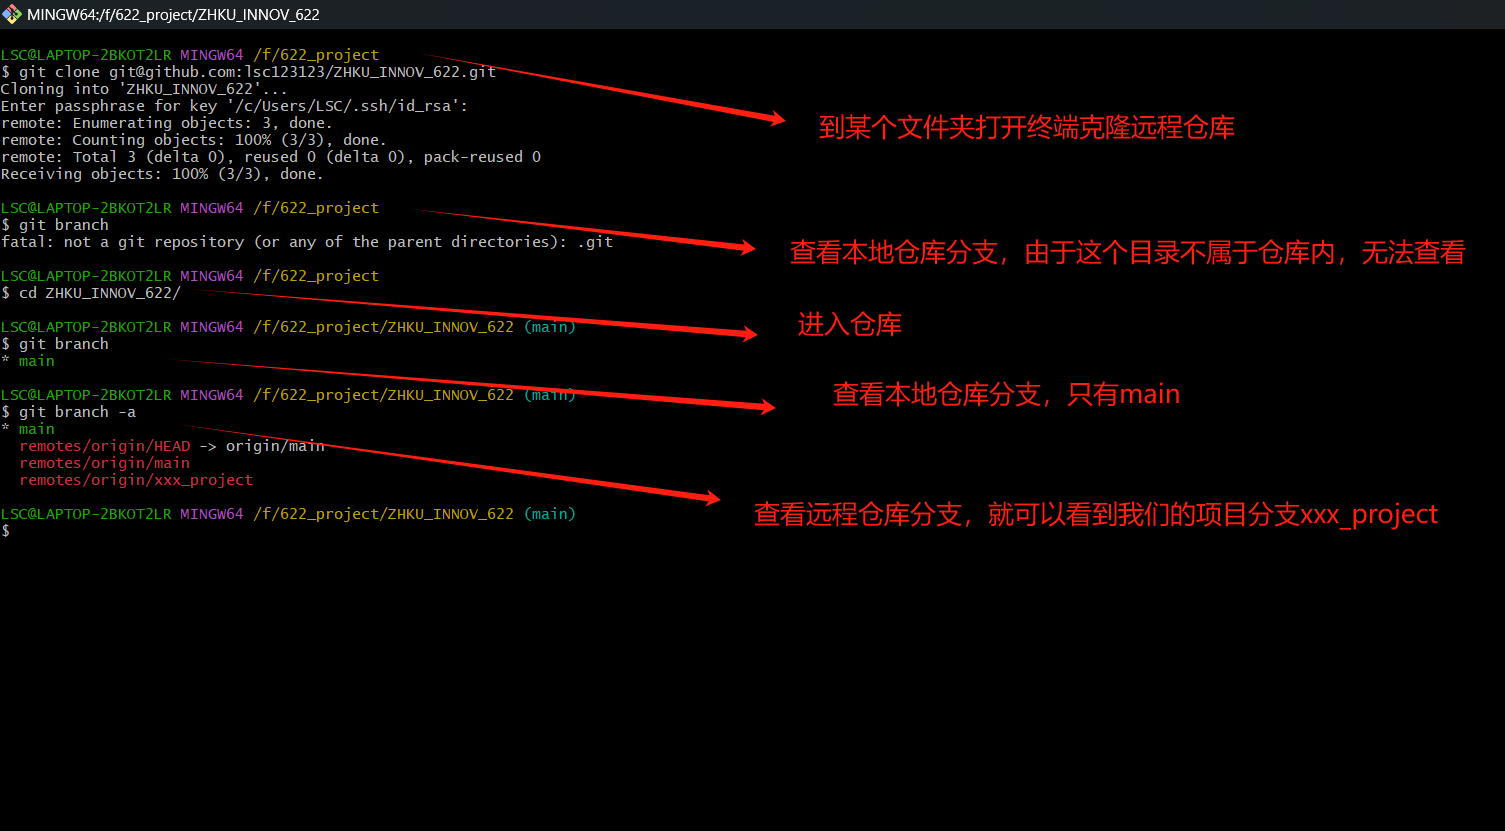 MINGW64:/f/622_project/ZHKU_INNOV_622
LSC@LAPTOP-2BKOT2LR MINGW64 /f/622_project
$ git clone git@github.com:lsc123123/ZHKU_INNOV_622.git
Cloning into 'ZHKU_INNOV_622'...
Enter passphrase for key '/c/Users/LSC/.ssh/id_rsa':
remote: Enumerating objects: 3, done.
到某个文件夹打开终端克隆远程仓库
remote: Counting objects: 100% (3/3), done.
remote: Total 3 (delta 0), reused 0 (delta 0), pack-reused 0
Receiving objects: 100% (3/3), done.
LSC@LAPTOP-2BKOT2LR MINGW64 /f/622_project
$ git branch
fatal: not a git repository (or any of the parent directories): .git
查看本地仓库分支，由于这个目录不属于仓库内，无法查看
LSC@LAPTOP-2BKOT2LR MINGW64 /f/622_project
$ cd ZHKU_INNOV_622/
进入仓库
LSC@LAPTOP-2BKOT2LR MINGW64 /f/622_project/ZHKU_INNOV_622 (main)
$ git branch
* main
查看本地仓库分支，只有main
LSC@LAPTOP-2BKOT2LR MINGW64 /f/622_project/ZHKU_INNOV_622 (main)
$ git branch -a
* main
remotes/origin/HEAD -> origin/main
remotes/origin/main
remotes/origin/xxx_project
查看远程仓库分支，就可以看到我们的项目分支xxx_project
LSC@LAPTOP-2BKOT2LR MINGW64 /f/622_project/ZHKU_INNOV_622 (main)
$